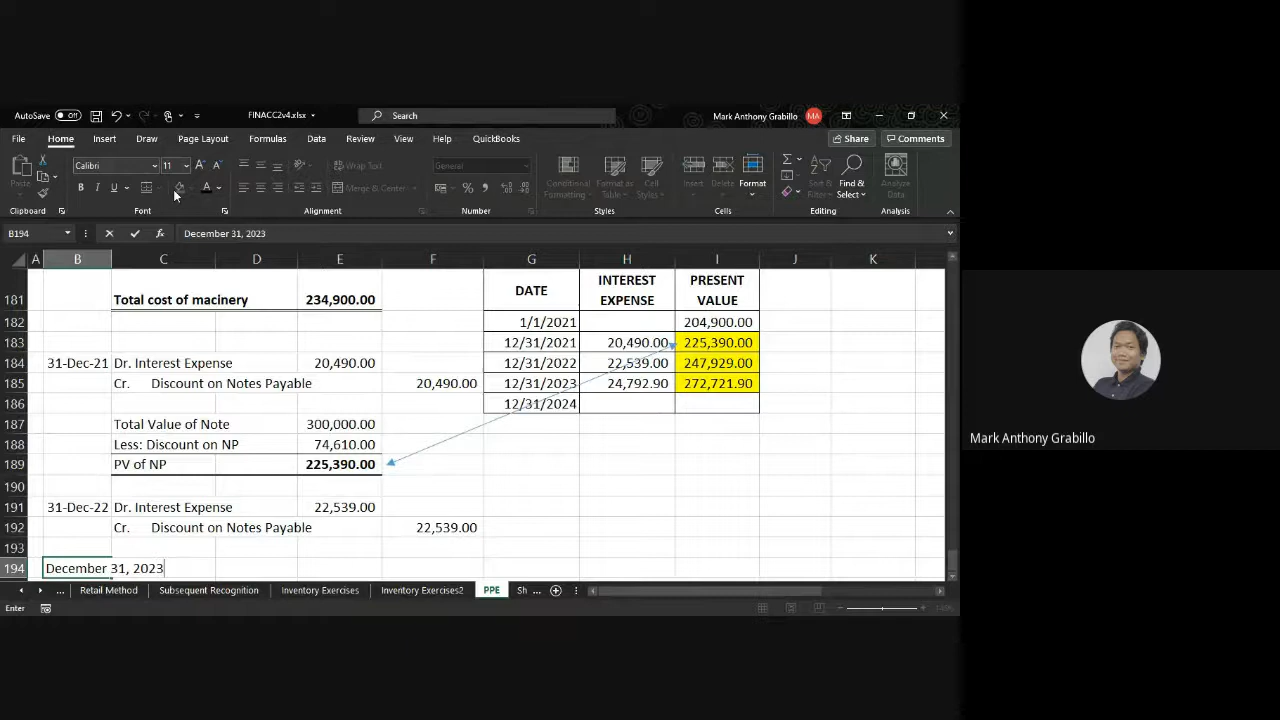 AutoSave Off FINACC2v4.xlsx Search Mark Anthony Grabillo MA
File Home Insert Draw Page Layout Formulas Data Review View Help QuickBooks Share Comments
Calibri 11 Wrap Text General
Paste B I U Merge & Center % Conditional Formatting Format as Table Cell Styles Insert Delete Format Sort & Filter Find & Select Analyze Data
Clipboard Font Alignment Number Styles Cells Editing Analysis
B194 fx December 31, 2023
A B C D E F G H I J K
181 Total cost of macinery 234,900.00 DATE INTEREST EXPENSE PRESENT VALUE
182 1/1/2021 204,900.00
183 12/31/2021 20,490.00 225,390.00
184 31-Dec-21 Dr. Interest Expense 20,490.00 12/31/2022 22,539.00 247,929.00
185 Cr. Discount on Notes Payable 20,490.00 12/31/2023 24,792.90 272,721.90
186 12/31/2024
187 Total Value of Note 300,000.00
188 Less: Discount on NP 74,610.00
189 PV of NP 225,390.00
190
191 31-Dec-22 Dr. Interest Expense 22,539.00
192 Cr. Discount on Notes Payable 22,539.00
193
194 December 31, 2023
... Retail Method Subsequent Recognition Inventory Exercises Inventory Exercises2 PPE Sh ...
Enter
Mark Anthony Grabillo